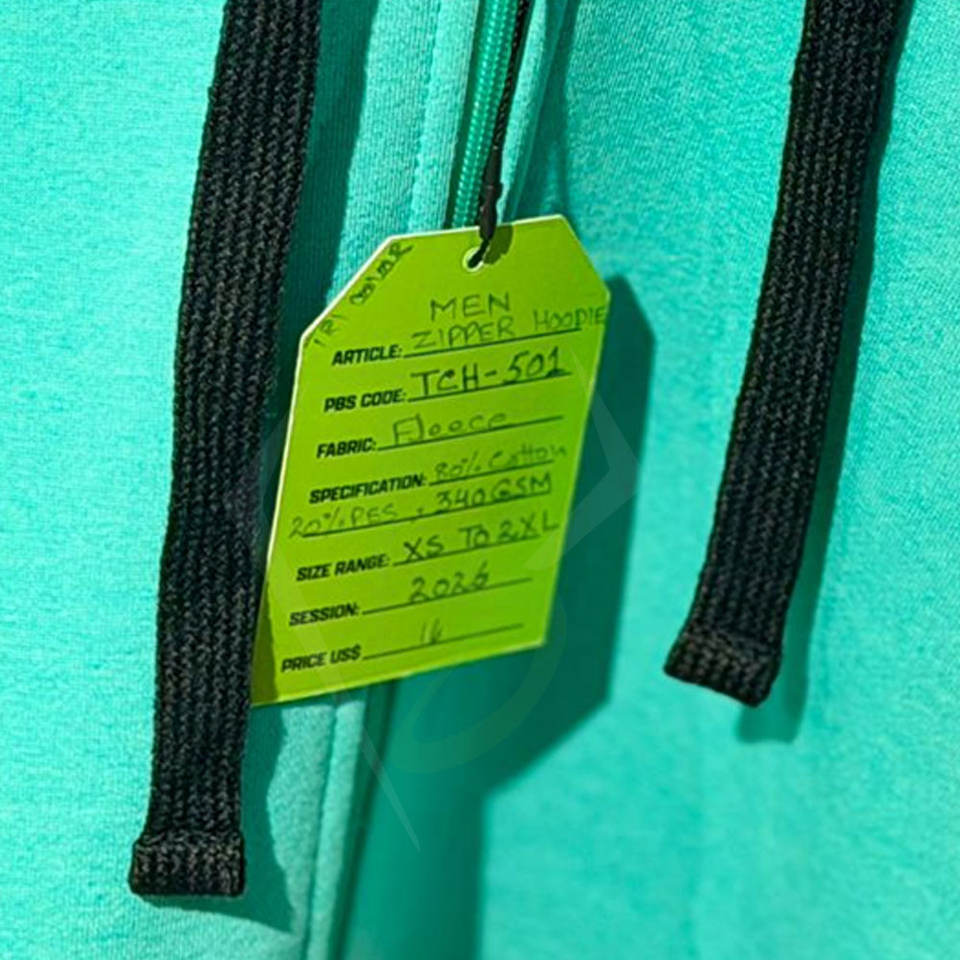 COLOUR
MEN
ARTICLE: ZIPPER HOODIE
PBS CODE: TCH-501
FABRIC: Fleece
SPECIFICATION: 80% Cotton
20% PES , 340GSM
SIZE RANGE: XS TO 2XL
SESSION: 2026
PRICE US$ 16